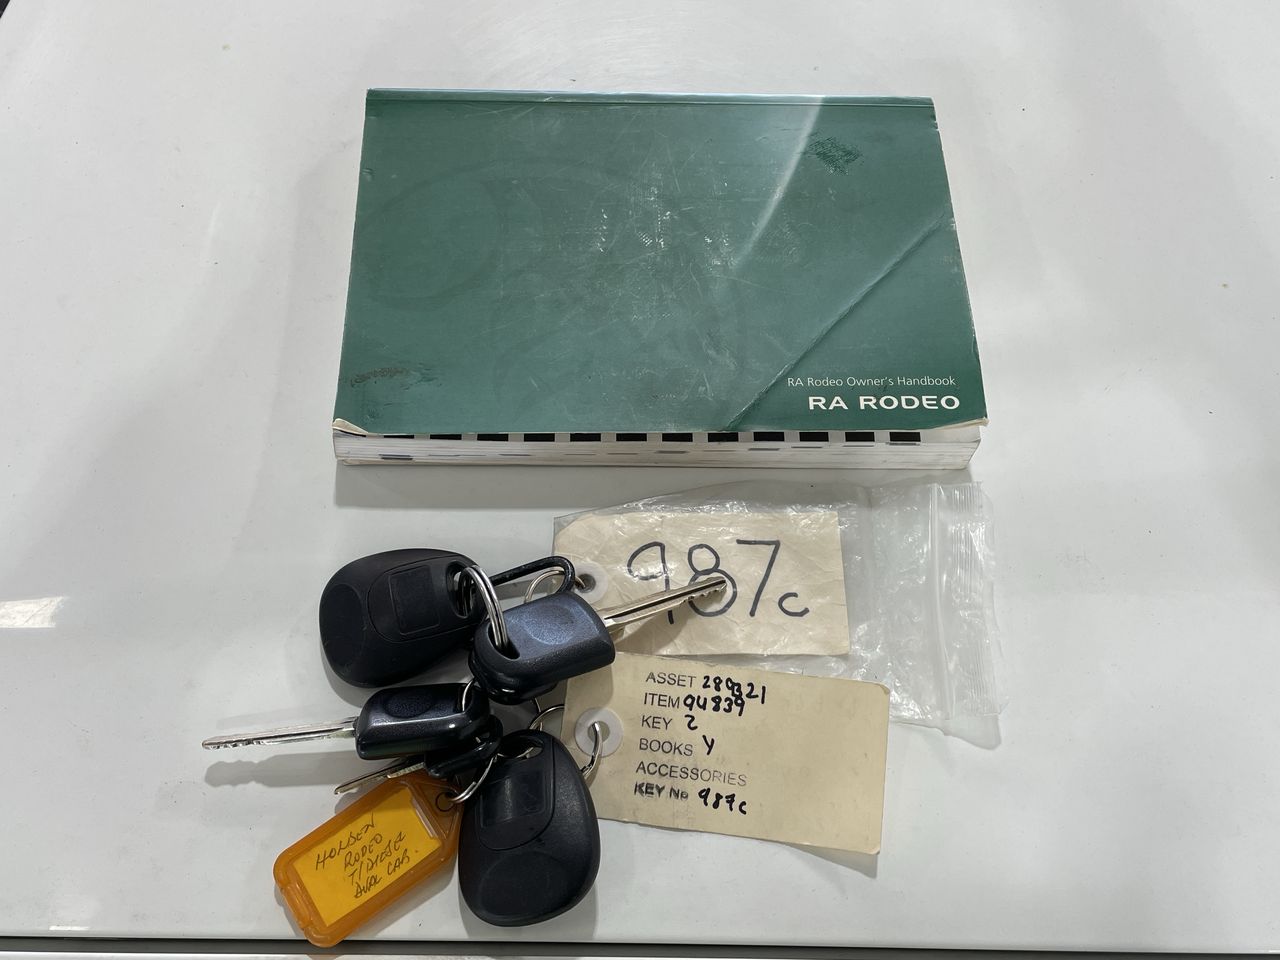 RA Rodeo Owner's Handbook
RA RODEO
987c
ASSET 289321
ITEM 94839
KEY 2
BOOKS Y
ACCESSORIES
KEY No 987c
HOLDEN
RODEO
T/DIESEL
DUAL CAB.